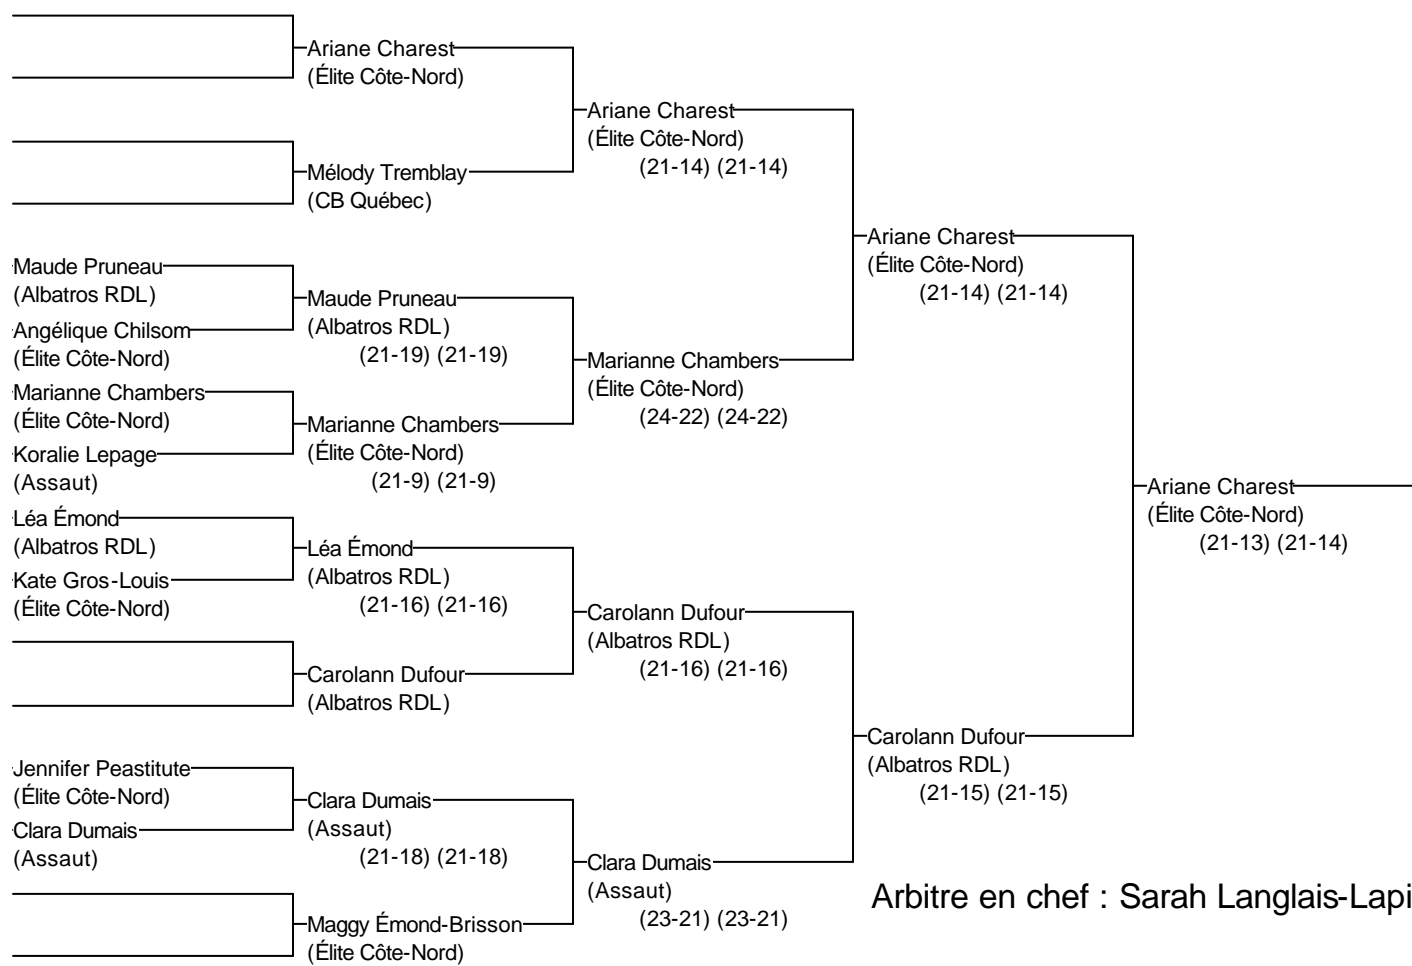 Ariane Charest
(Élite Côte-Nord)
Mélody Tremblay
(CB Québec)
Ariane Charest
(Élite Côte-Nord)
(21-14) (21-14)
Maude Pruneau
(Albatros RDL)
Angélique Chilsom
(Élite Côte-Nord)
Marianne Chambers
(Élite Côte-Nord)
Koralie Lepage
(Assaut)
Maude Pruneau
(Albatros RDL)
(21-19) (21-19)
Marianne Chambers
(Élite Côte-Nord)
(21-9) (21-9)
Marianne Chambers
(Élite Côte-Nord)
(24-22) (24-22)
Ariane Charest
(Élite Côte-Nord)
(21-14) (21-14)
Léa Émond
(Albatros RDL)
Kate Gros-Louis
(Élite Côte-Nord)
Léa Émond
(Albatros RDL)
(21-16) (21-16)
Carolann Dufour
(Albatros RDL)
Carolann Dufour
(Albatros RDL)
(21-16) (21-16)
Jennifer Peastitute
(Élite Côte-Nord)
Clara Dumais
(Assaut)
Clara Dumais
(Assaut)
(21-18) (21-18)
Maggy Émond-Brisson
(Élite Côte-Nord)
Clara Dumais
(Assaut)
(23-21) (23-21)
Carolann Dufour
(Albatros RDL)
(21-15) (21-15)
Ariane Charest
(Élite Côte-Nord)
(21-13) (21-14)
Arbitre en chef : Sarah Langlais-Lapi